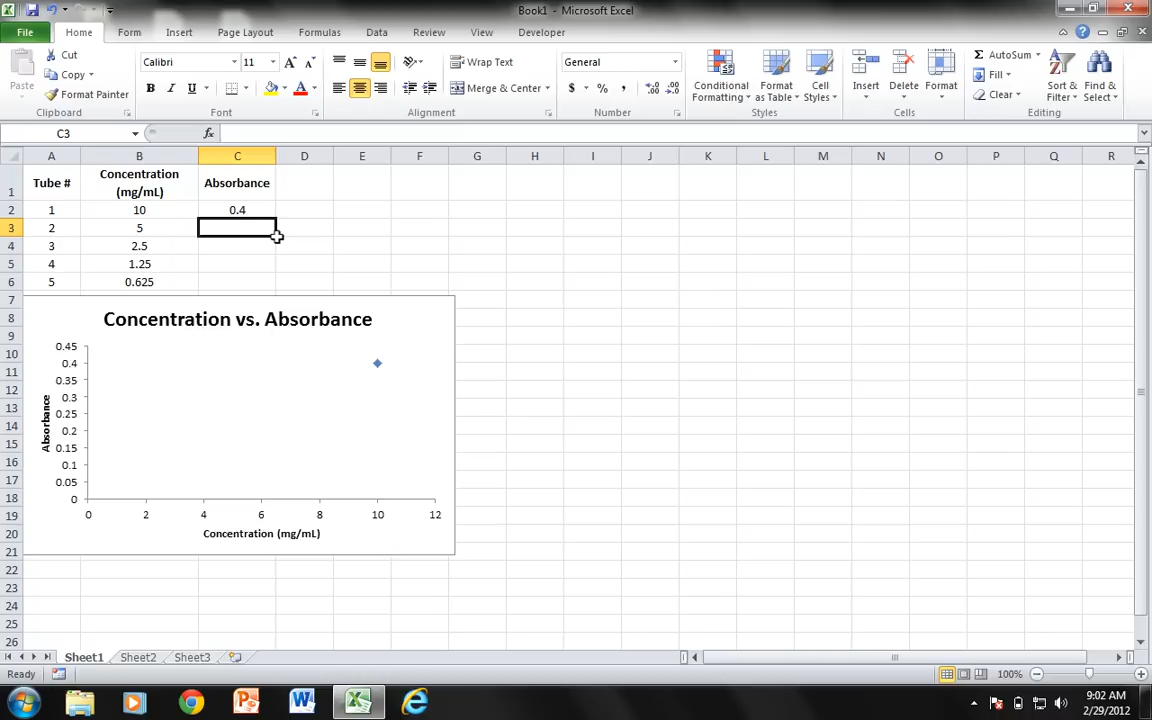 Book1 - Microsoft Excel
File Home Form Insert Page Layout Formulas Data Review View Developer
Cut
Copy
Format Painter
Paste
Clipboard
Calibri 11
B I U
Font
Wrap Text
Merge & Center
Alignment
General
$ % ,
Number
Conditional Formatting
Format as Table
Cell Styles
Styles
Insert Delete Format
Cells
Σ AutoSum
Fill
Clear
Sort & Filter
Find & Select
Editing
C3 fx
A B C D E F G H I J K L M N O P Q R
1 Tube # Concentration (mg/mL) Absorbance
2 1 10 0.4
3 2 5
4 3 2.5
5 4 1.25
6 5 0.625
7
8
9
10
11
12
13
14
15
16
17
18
19
20
21
22
23
24
25
26
Concentration vs. Absorbance
0.45
0.4
0.35
0.3
0.25
0.2
0.15
0.1
0.05
0
Absorbance
0 2 4 6 8 10 12
Concentration (mg/mL)
Sheet1 Sheet2 Sheet3
Ready 100%
9:02 AM
2/29/2012